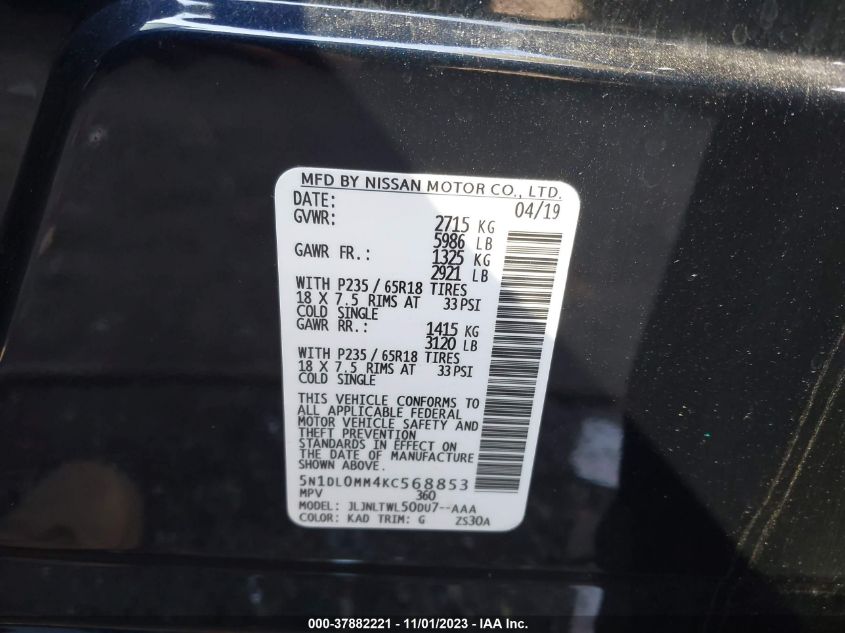 MFD BY NISSAN MOTOR CO., LTD.
DATE: 04/19
GVWR: 2715 KG
5986 LB
GAWR FR.: 1325 KG
2921 LB
WITH P235 / 65R18 TIRES
18 X 7.5 RIMS AT 33 PSI
COLD SINGLE
GAWR RR.: 1415 KG
3120 LB
WITH P235 / 65R18 TIRES
18 X 7.5 RIMS AT 33 PSI
COLD SINGLE
THIS VEHICLE CONFORMS TO
ALL APPLICABLE FEDERAL
MOTOR VEHICLE SAFETY AND
THEFT PREVENTION
STANDARDS IN EFFECT ON
THE DATE OF MANUFACTURE
SHOWN ABOVE.
5N1DL0MM4KC568853
MPV 360
MODEL: JLJNLTWL50DU7--AAA
COLOR: KAD TRIM: G ZS30A
000-37882221 - 11/01/2023 - © IAA Inc.